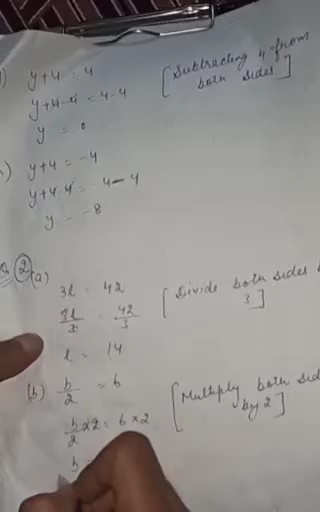 ) y+4 = 4 [Subtracting 4 from
y+4-4 = 4-4 both sides]
y = 0
) y+4 = -4
y+4-4 = -4-4
y = -8
② (a)
3l = 42 [Divide both sides
3l/3 = 42/3 3]
l = 14
(b) b/2 = 6 [Multiply both
b/2×2 = 6×2 by 2]
b